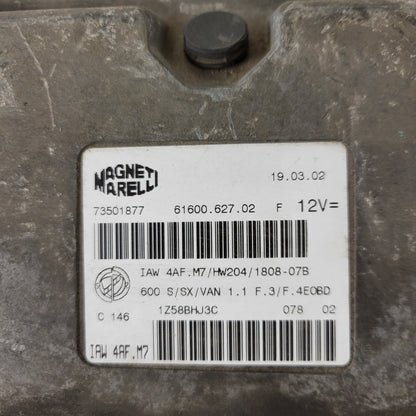 MAGNETI
MARELLI
19.03.02
73501877 61600.627.02 F 12V=
IAW 4AF.M7/HW204/1808-07B
600 S/SX/VAN 1.1 F.3/F.4EOBD
C 146 1Z58BHJ3C 078 02
IAW 4AF.M7